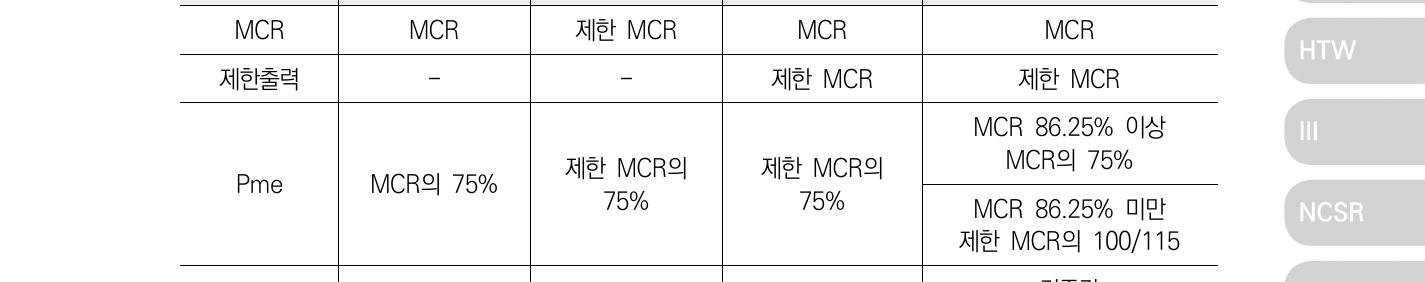 MCR MCR 제한 MCR MCR MCR
제한출력 – – 제한 MCR 제한 MCR
Pme MCR의 75% 제한 MCR의 75% 제한 MCR의 75% MCR 86.25% 이상
MCR의 75%
MCR 86.25% 미만
제한 MCR의 100/115
HTW
III
NCSR